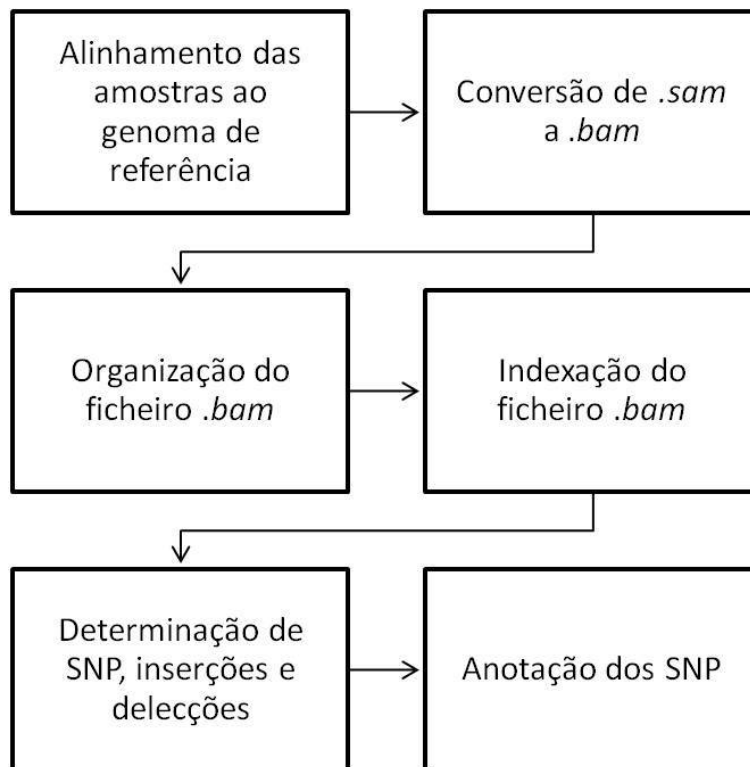 Alinhamento das
amostras ao
genoma de
referência
Conversão de .sam
a .bam
Organização do
ficheiro .bam
Indexação do
ficheiro .bam
Determinação de
SNP, inserções e
delecções
Anotação dos SNP